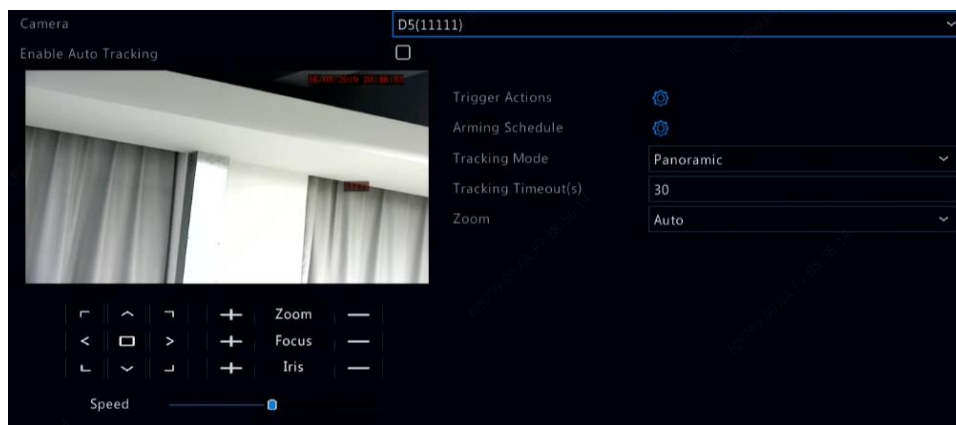 Camera
D5(11111)
Enable Auto Tracking
Trigger Actions
Arming Schedule
Tracking Mode
Panoramic
Tracking Timeout(s)
30
Zoom
Auto
Zoom
Focus
Iris
Speed